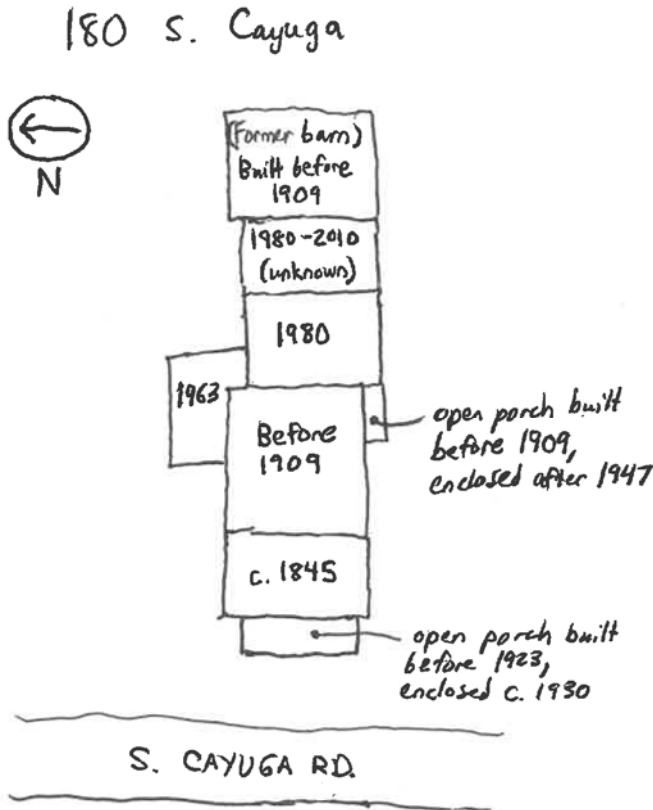 180 S. Cayuga
N
(Former barn)
Built before
1909
1980-2010
(unknown)
1980
1963
Before
1909
open porch built
before 1909,
enclosed after 1947
c. 1845
open porch built
before 1923,
enclosed c. 1930
S. CAYUGA RD.